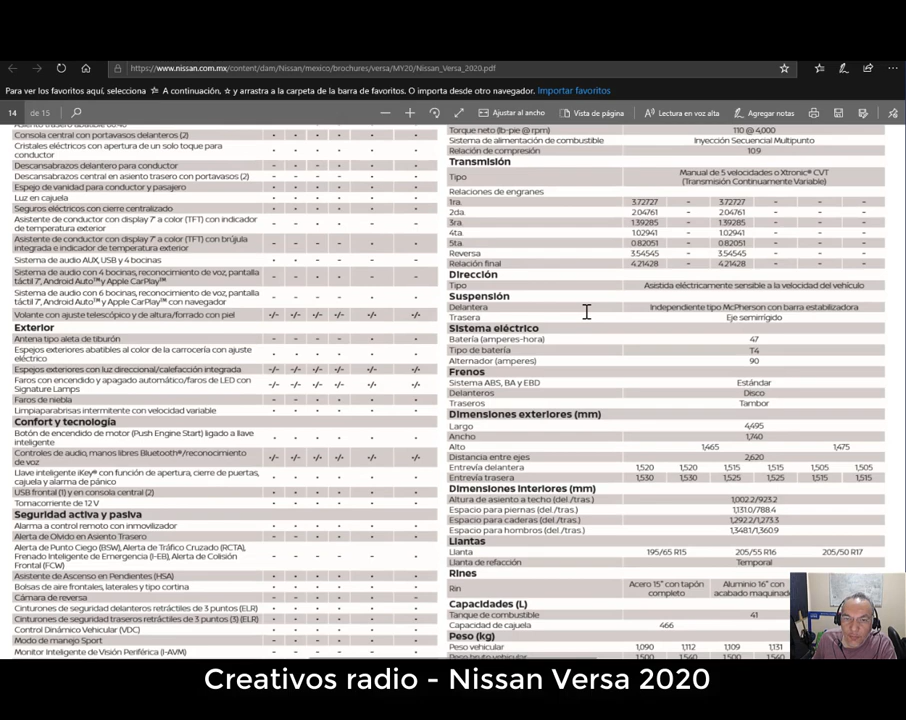 https://www.nissan.com.mx/content/dam/Nissan/mexico/brochures/versa/MY20/Nissan_Versa_2020.pdf
Para ver los favoritos aquí, selecciona ☆ A continuación, ☆ y arrastra a la carpeta de la barra de favoritos. O importa desde otro navegador. Importar favoritos
14 de 15 Ajustar al ancho Vista de página Lectura en voz alta Agregar notas
Consola central con portavasos delanteros (2) • • • • • •
Cristales eléctricos con apertura de un solo toque para
conductor
Descansabrazos delantero para conductor
Descansabrazos central en asiento trasero con portavasos (2)
Espejo de vanidad para conductor y pasajero
Luz en cajuela
Seguros eléctricos con cierre centralizado
Asistente de conductor con display 7" a color (TFT) con indicador
de temperatura exterior
Asistente de conductor con display 7" a color (TFT) con brújula
integrada e indicador de temperatura exterior
Sistema de audio AUX, USB y 4 bocinas
Sistema de audio con 4 bocinas, reconocimiento de voz, pantalla
táctil 7", Android Auto™ y Apple CarPlay™
Sistema de audio con 6 bocinas, reconocimiento de voz, pantalla
táctil 7", Android Auto™ y Apple CarPlay™ con navegador
Volante con ajuste telescópico y de altura/forrado con piel •/- •/- •/- •/- •/• •/•
Exterior
Antena tipo aleta de tiburón
Espejos exteriores abatibles al color de la carrocería con ajuste
eléctrico
Espejos exteriores con luz direccional/calefacción integrada
Faros con encendido y apagado automático/faros de LED con
Signature Lamps
Faros de niebla
Limpiaparabrisas intermitente con velocidad variable
Confort y tecnología
Botón de encendido de motor (Push Engine Start) ligado a llave
inteligente
Controles de audio, manos libres Bluetooth®/reconocimiento
de voz
Llave inteligente iKey® con función de apertura, cierre de puertas,
cajuela y alarma de pánico
USB frontal (1) y en consola central (2)
Tomacorriente de 12 V
Seguridad activa y pasiva
Alarma a control remoto con inmovilizador
Alerta de Olvido en Asiento Trasero
Alerta de Punto Ciego (BSW), Alerta de Tráfico Cruzado (RCTA),
Frenado Inteligente de Emergencia (I-FEB), Alerta de Colisión
Frontal (FCW)
Asistente de Ascenso en Pendientes (HSA)
Bolsas de aire frontales, laterales y tipo cortina
Cámara de reversa
Cinturones de seguridad delanteros retráctiles de 3 puntos (ELR)
Cinturones de seguridad traseros retráctiles de 3 puntos (3) (ELR)
Control Dinámico Vehicular (VDC)
Modo de manejo Sport
Monitor Inteligente de Visión Periférica (I-AVM)
Torque neto (lb-pie @ rpm) 110 @ 4,000
Sistema de alimentación de combustible Inyección Secuencial Multipunto
Relación de compresión 10.9
Transmisión
Tipo Manual de 5 velocidades o Xtronic® CVT
(Transmisión Continuamente Variable)
Relaciones de engranes
1ra. 3.72727 - 3.72727 - - -
2da. 2.04761 - 2.04761 - - -
3ra. 1.39285 - 1.39285 - - -
4ta. 1.02941 - 1.02941 - - -
5ta. 0.82051 - 0.82051 - - -
Reversa 3.54545 - 3.54545 - - -
Relación final 4.21428 - 4.21428 - - -
Dirección
Tipo Asistida eléctricamente sensible a la velocidad del vehículo
Suspensión
Delantera Independiente tipo McPherson con barra estabilizadora
Trasera Eje semirrígido
Sistema eléctrico
Batería (amperes-hora) 47
Tipo de batería T4
Alternador (amperes) 90
Frenos
Sistema ABS, BA y EBD Estándar
Delanteros Disco
Traseros Tambor
Dimensiones exteriores (mm)
Largo 4,495
Ancho 1,740
Alto 1,465 1,475
Distancia entre ejes 2,620
Entrevía delantera 1,520 1,520 1,515 1,515 1,505 1,505
Entrevía trasera 1,530 1,530 1,525 1,525 1,515 1,515
Dimensiones interiores (mm)
Altura de asiento a techo (del./tras.) 1,002.2/923.2
Espacio para piernas (del./tras.) 1,131.0/788.4
Espacio para caderas (del./tras.) 1,292.2/1,273.3
Espacio para hombros (del./tras.) 1,348.1/1,360.9
Llantas
Llanta 195/65 R15 205/55 R16 205/50 R17
Llanta de refacción Temporal
Rines
Rin Acero 15" con tapón Aluminio 16" con
completo acabado maquinado
Capacidades (L)
Tanque de combustible 41
Capacidad de cajuela 466
Peso (kg)
Peso vehicular 1,090 1,112 1,109 1,131
Peso bruto vehicular 1,500 1,540 1,500 1,540
Creativos radio - Nissan Versa 2020